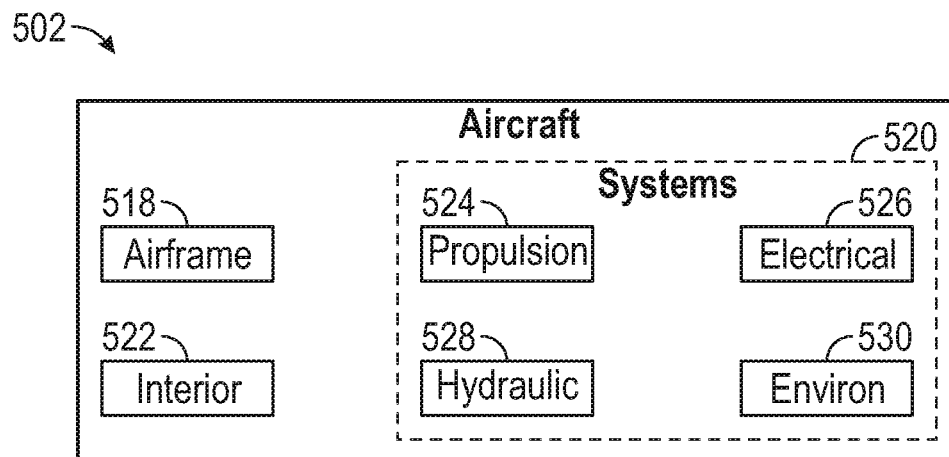 502
Aircraft
520
Systems
518
524
526
Airframe
Propulsion
Electrical
522
528
530
Interior
Hydraulic
Environ